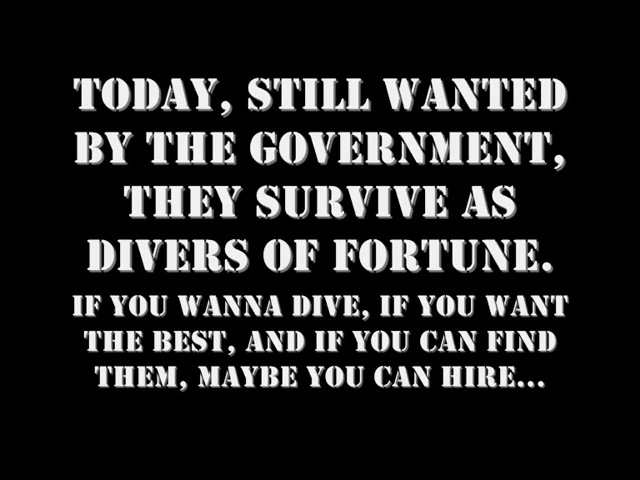 TODAY, STILL WANTED
BY THE GOVERNMENT,
THEY SURVIVE AS
DIVERS OF FORTUNE.
IF YOU WANNA DIVE, IF YOU WANT
THE BEST, AND IF YOU CAN FIND
THEM, MAYBE YOU CAN HIRE...